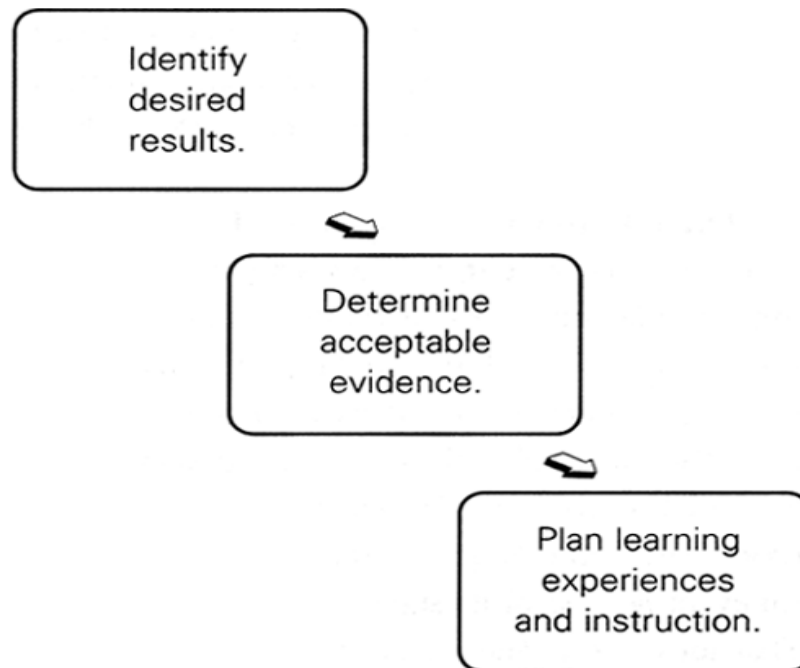 Identify
desired
results.
Determine
acceptable
evidence.
Plan learning
experiences
and instruction.